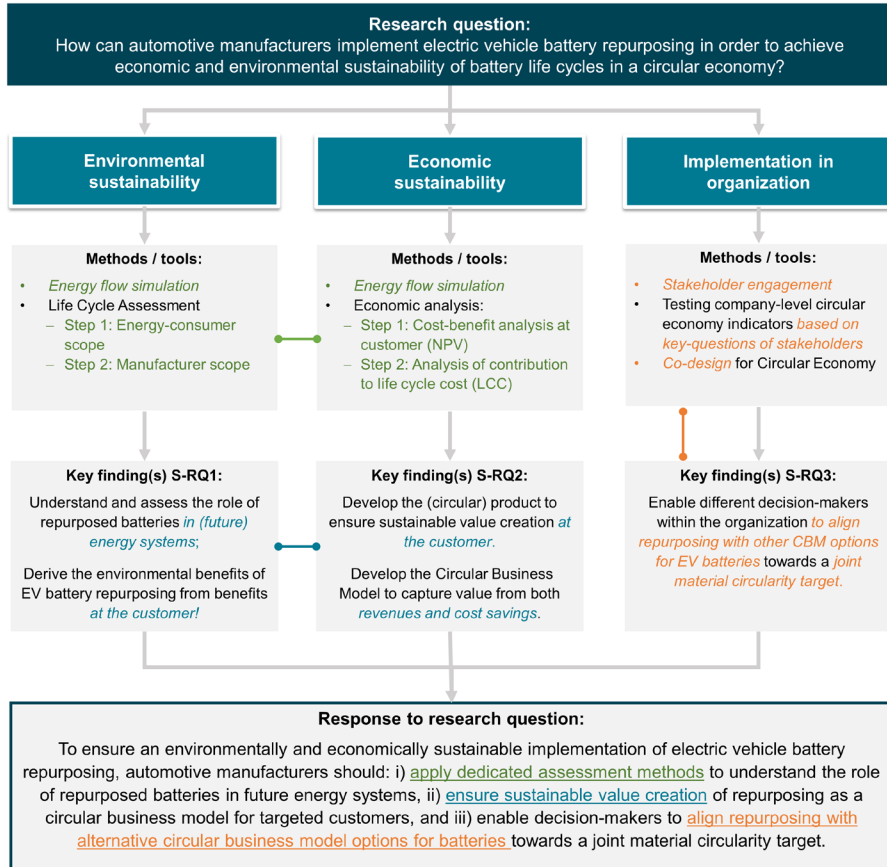 Research question:
How can automotive manufacturers implement electric vehicle battery repurposing in order to achieve
economic and environmental sustainability of battery life cycles in a circular economy?
Environmental
sustainability
Economic
sustainability
Implementation in
organization
Methods / tools:
• Energy flow simulation
• Life Cycle Assessment
– Step 1: Energy-consumer
scope
– Step 2: Manufacturer scope
Methods / tools:
• Energy flow simulation
• Economic analysis:
– Step 1: Cost-benefit analysis at
customer (NPV)
– Step 2: Analysis of contribution
to life cycle cost (LCC)
Methods / tools:
• Stakeholder engagement
• Testing company-level circular
economy indicators based on
key-questions of stakeholders
• Co-design for Circular Economy
Key finding(s) S-RQ1:
Understand and assess the role of
repurposed batteries in (future)
energy systems;
Derive the environmental benefits of
EV battery repurposing from benefits
at the customer!
Key finding(s) S-RQ2:
Develop the (circular) product to
ensure sustainable value creation at
the customer.
Develop the Circular Business
Model to capture value from both
revenues and cost savings.
Key finding(s) S-RQ3:
Enable different decision-makers
within the organization to align
repurposing with other CBM options
for EV batteries towards a joint
material circularity target.
Response to research question:
To ensure an environmentally and economically sustainable implementation of electric vehicle battery
repurposing, automotive manufacturers should: i) apply dedicated assessment methods to understand the role
of repurposed batteries in future energy systems, ii) ensure sustainable value creation of repurposing as a
circular business model for targeted customers, and iii) enable decision-makers to align repurposing with
alternative circular business model options for batteries towards a joint material circularity target.